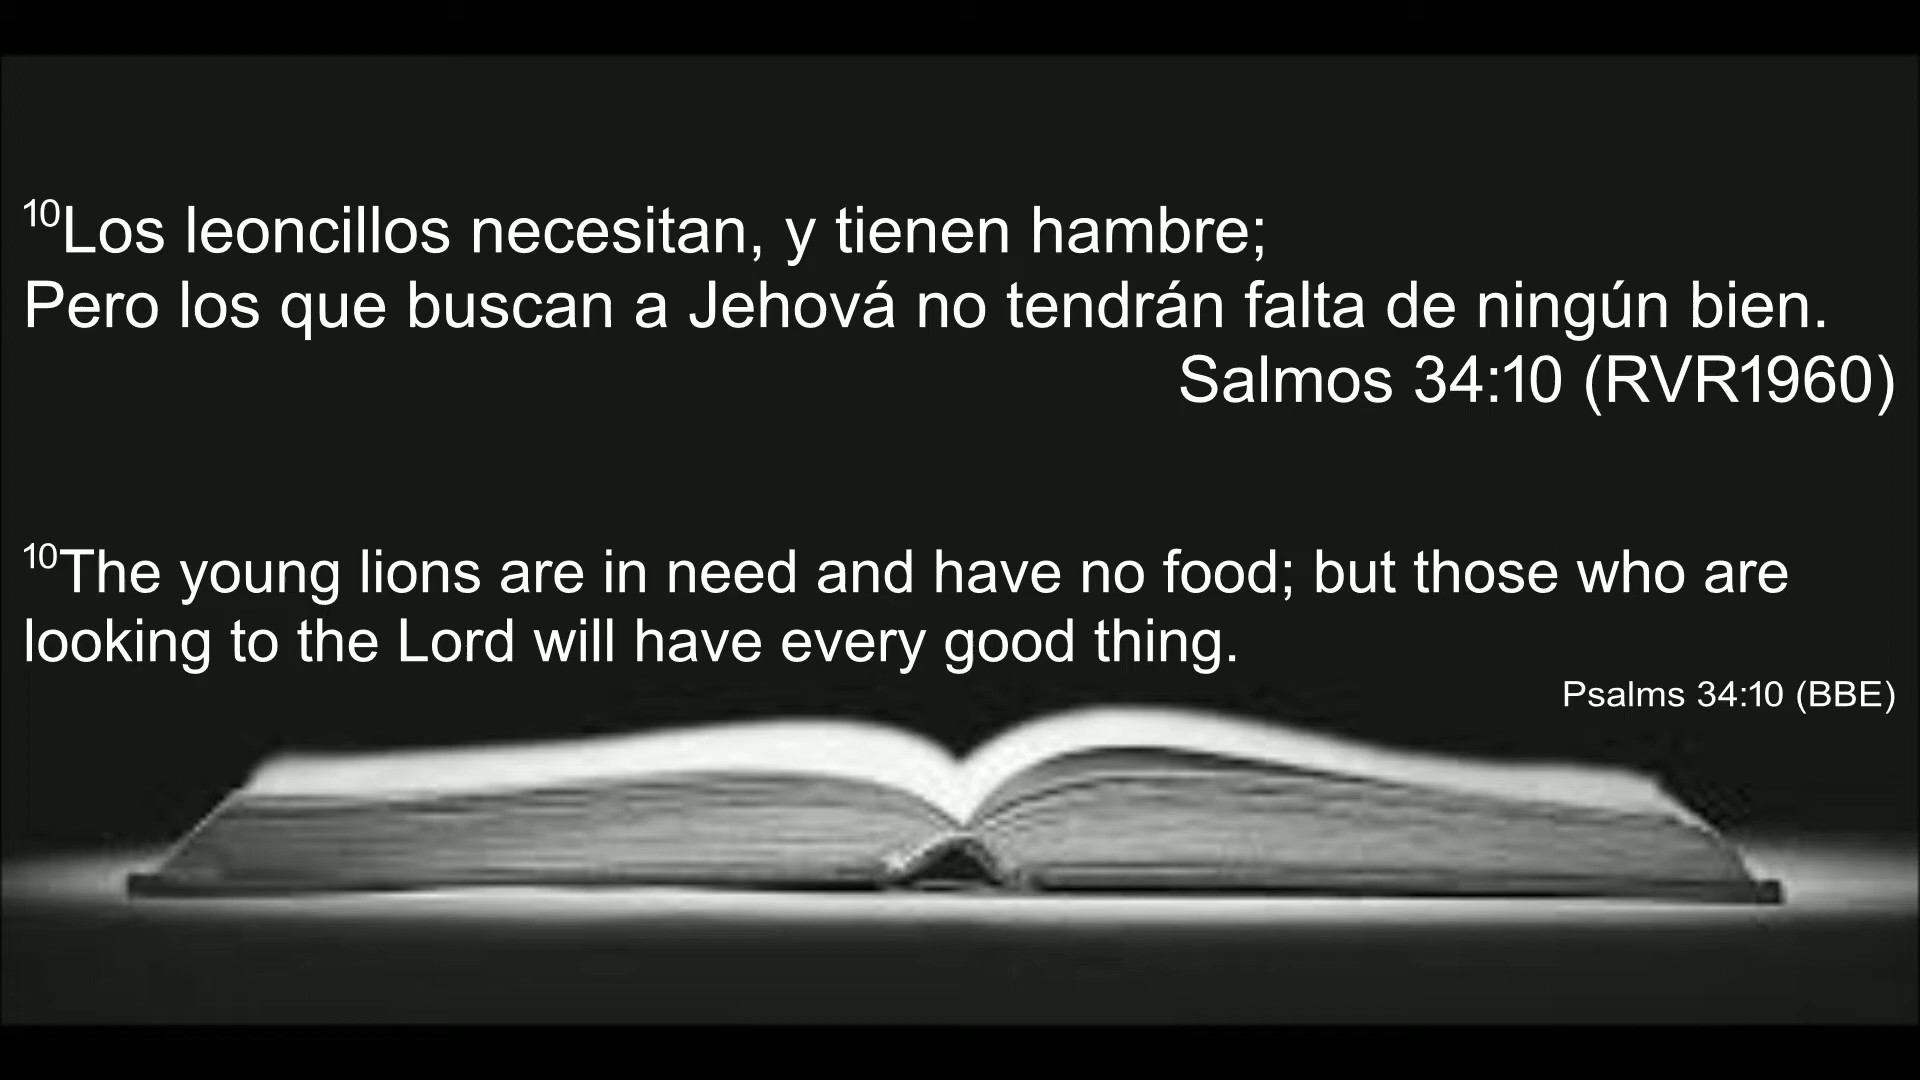 ¹⁰Los leoncillos necesitan, y tienen hambre;
Pero los que buscan a Jehová no tendrán falta de ningún bien.
Salmos 34:10 (RVR1960)
¹⁰The young lions are in need and have no food; but those who are
looking to the Lord will have every good thing.
Psalms 34:10 (BBE)